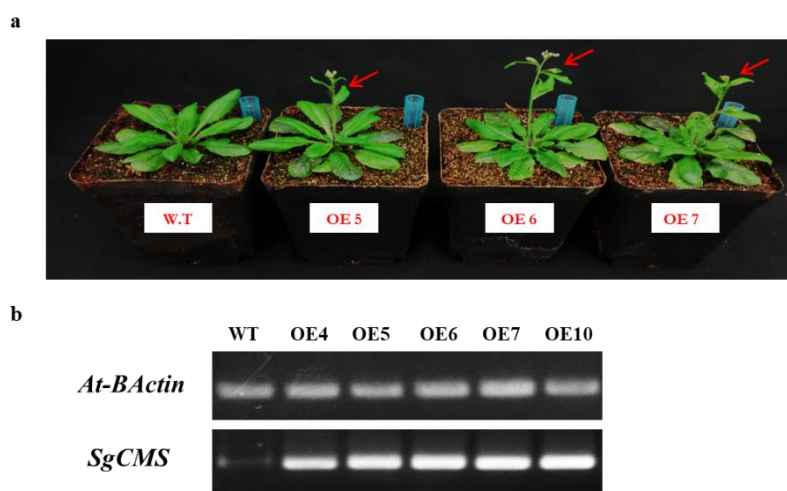 a
W.T
OE 5
OE 6
OE 7
b
WT OE4 OE5 OE6 OE7 OE10
At-BActin
SgCMS